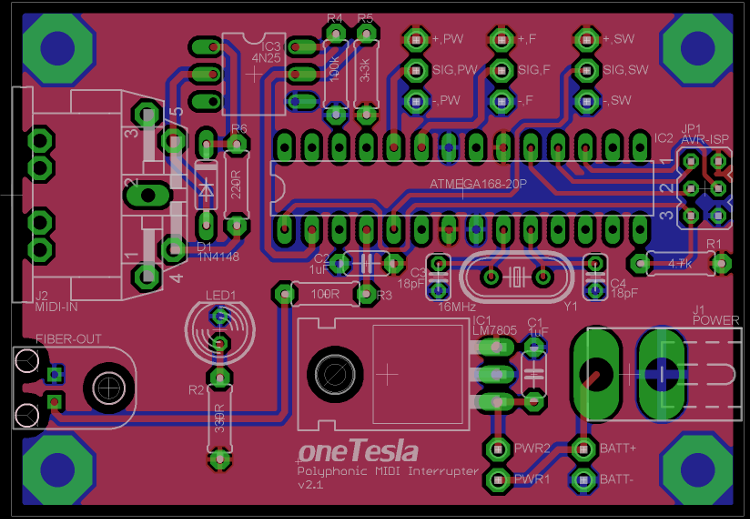 R4 R5
+,PW +,F +,SW
IC3
4N25
100k 3.3k
SIG,PW SIG,F SIG,SW
-,PW -,F -,SW
3 5
R6
IC2
JP1
AVR-ISP
220R
2
ATMEGA168-20P
1
2
3
D1
1N4148
1 4
C2
1uF
18pF
C3
R1
4.7k
J2
MIDI-IN
LED1
100R R3
16MHz Y1
C4
18pF
FIBER-OUT
IC1
LM7805
C1
1uF
J1
POWER
R2
330R
oneTesla
Polyphonic MIDI Interrupter
v2.1
PWR2 BATT+
PWR1 BATT-